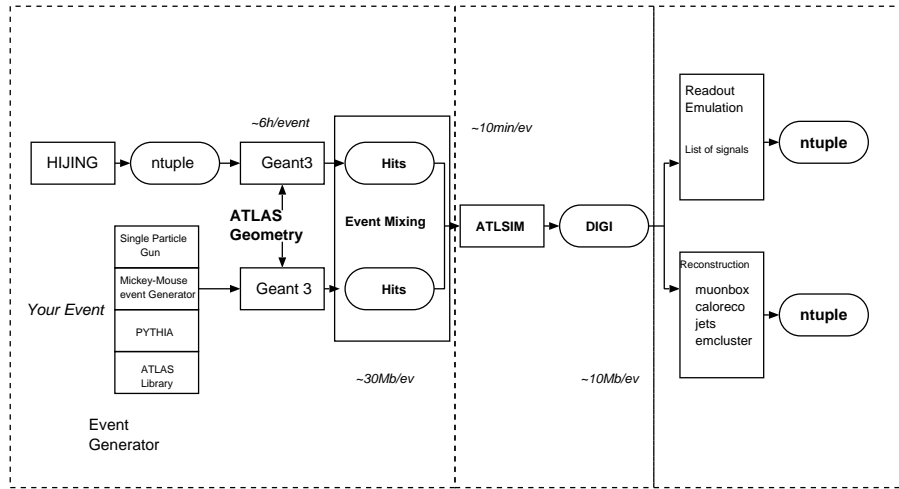 ~6h/event
HIJING
ntuple
Geant3
Hits
ATLAS
Geometry
Event Mixing
Single Particle
Gun
Mickey-Mouse
event Generator
PYTHIA
ATLAS
Library
Your Event
Geant 3
Hits
Event
Generator
~30Mb/ev
~10min/ev
ATLSIM
DIGI
~10Mb/ev
Readout
Emulation
List of signals
ntuple
Reconstruction
muonbox
caloreco
jets
emcluster
ntuple